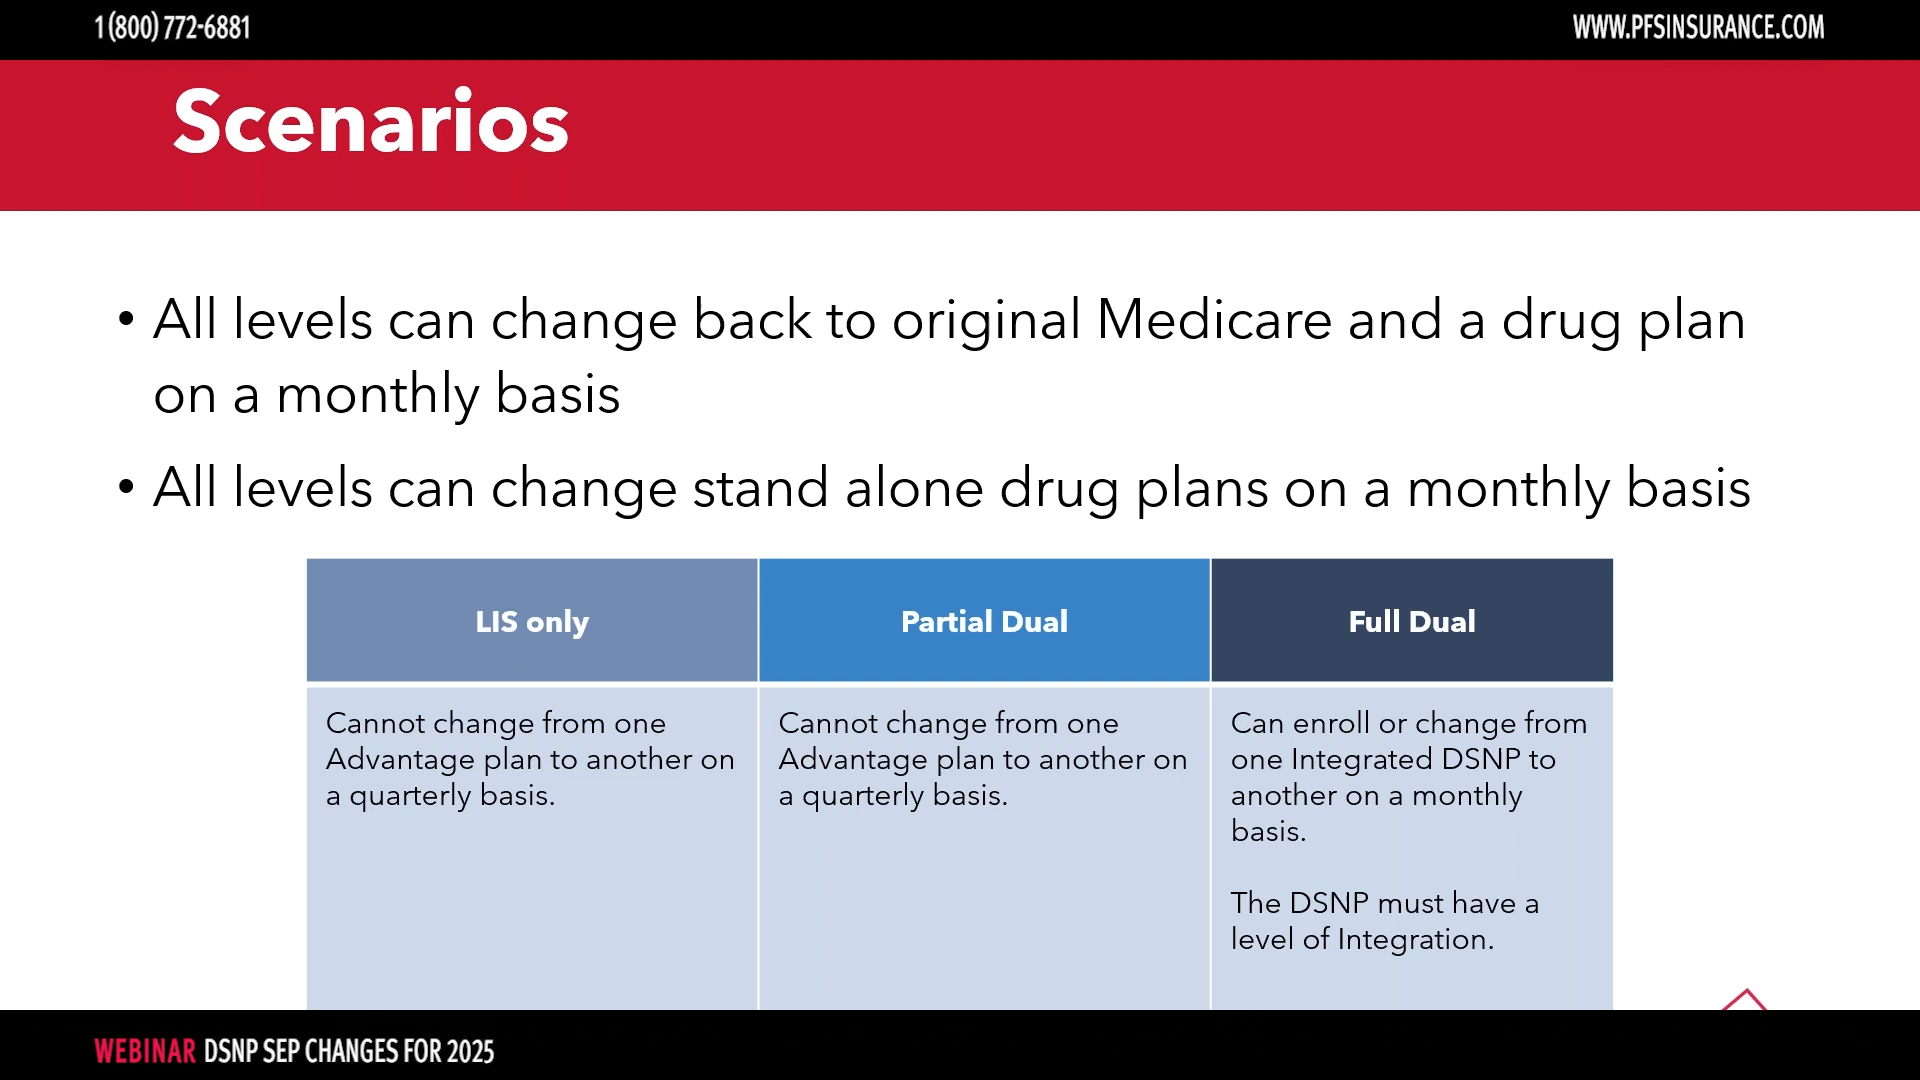 1 (800) 772-6881
WWW.PFSINSURANCE.COM
Scenarios
• All levels can change back to original Medicare and a drug plan
on a monthly basis
• All levels can change stand alone drug plans on a monthly basis
LIS only
Cannot change from one
Advantage plan to another on
a quarterly basis.
Partial Dual
Cannot change from one
Advantage plan to another on
a quarterly basis.
Full Dual
Can enroll or change from
one Integrated DSNP to
another on a monthly
basis.
The DSNP must have a
level of Integration.
WEBINAR DSNP SEP CHANGES FOR 2025